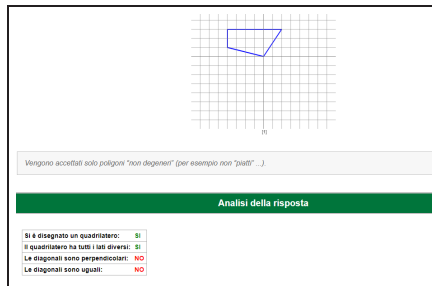 [f]
Vengono accettati solo poligoni "non degeneri" (per esempio non "piatti" ...).
Analisi della risposta
Si è disegnato un quadrilatero: SI
Il quadrilatero ha tutti i lati diversi: SI
Le diagonali sono perpendicolari: NO
Le diagonali sono uguali: NO